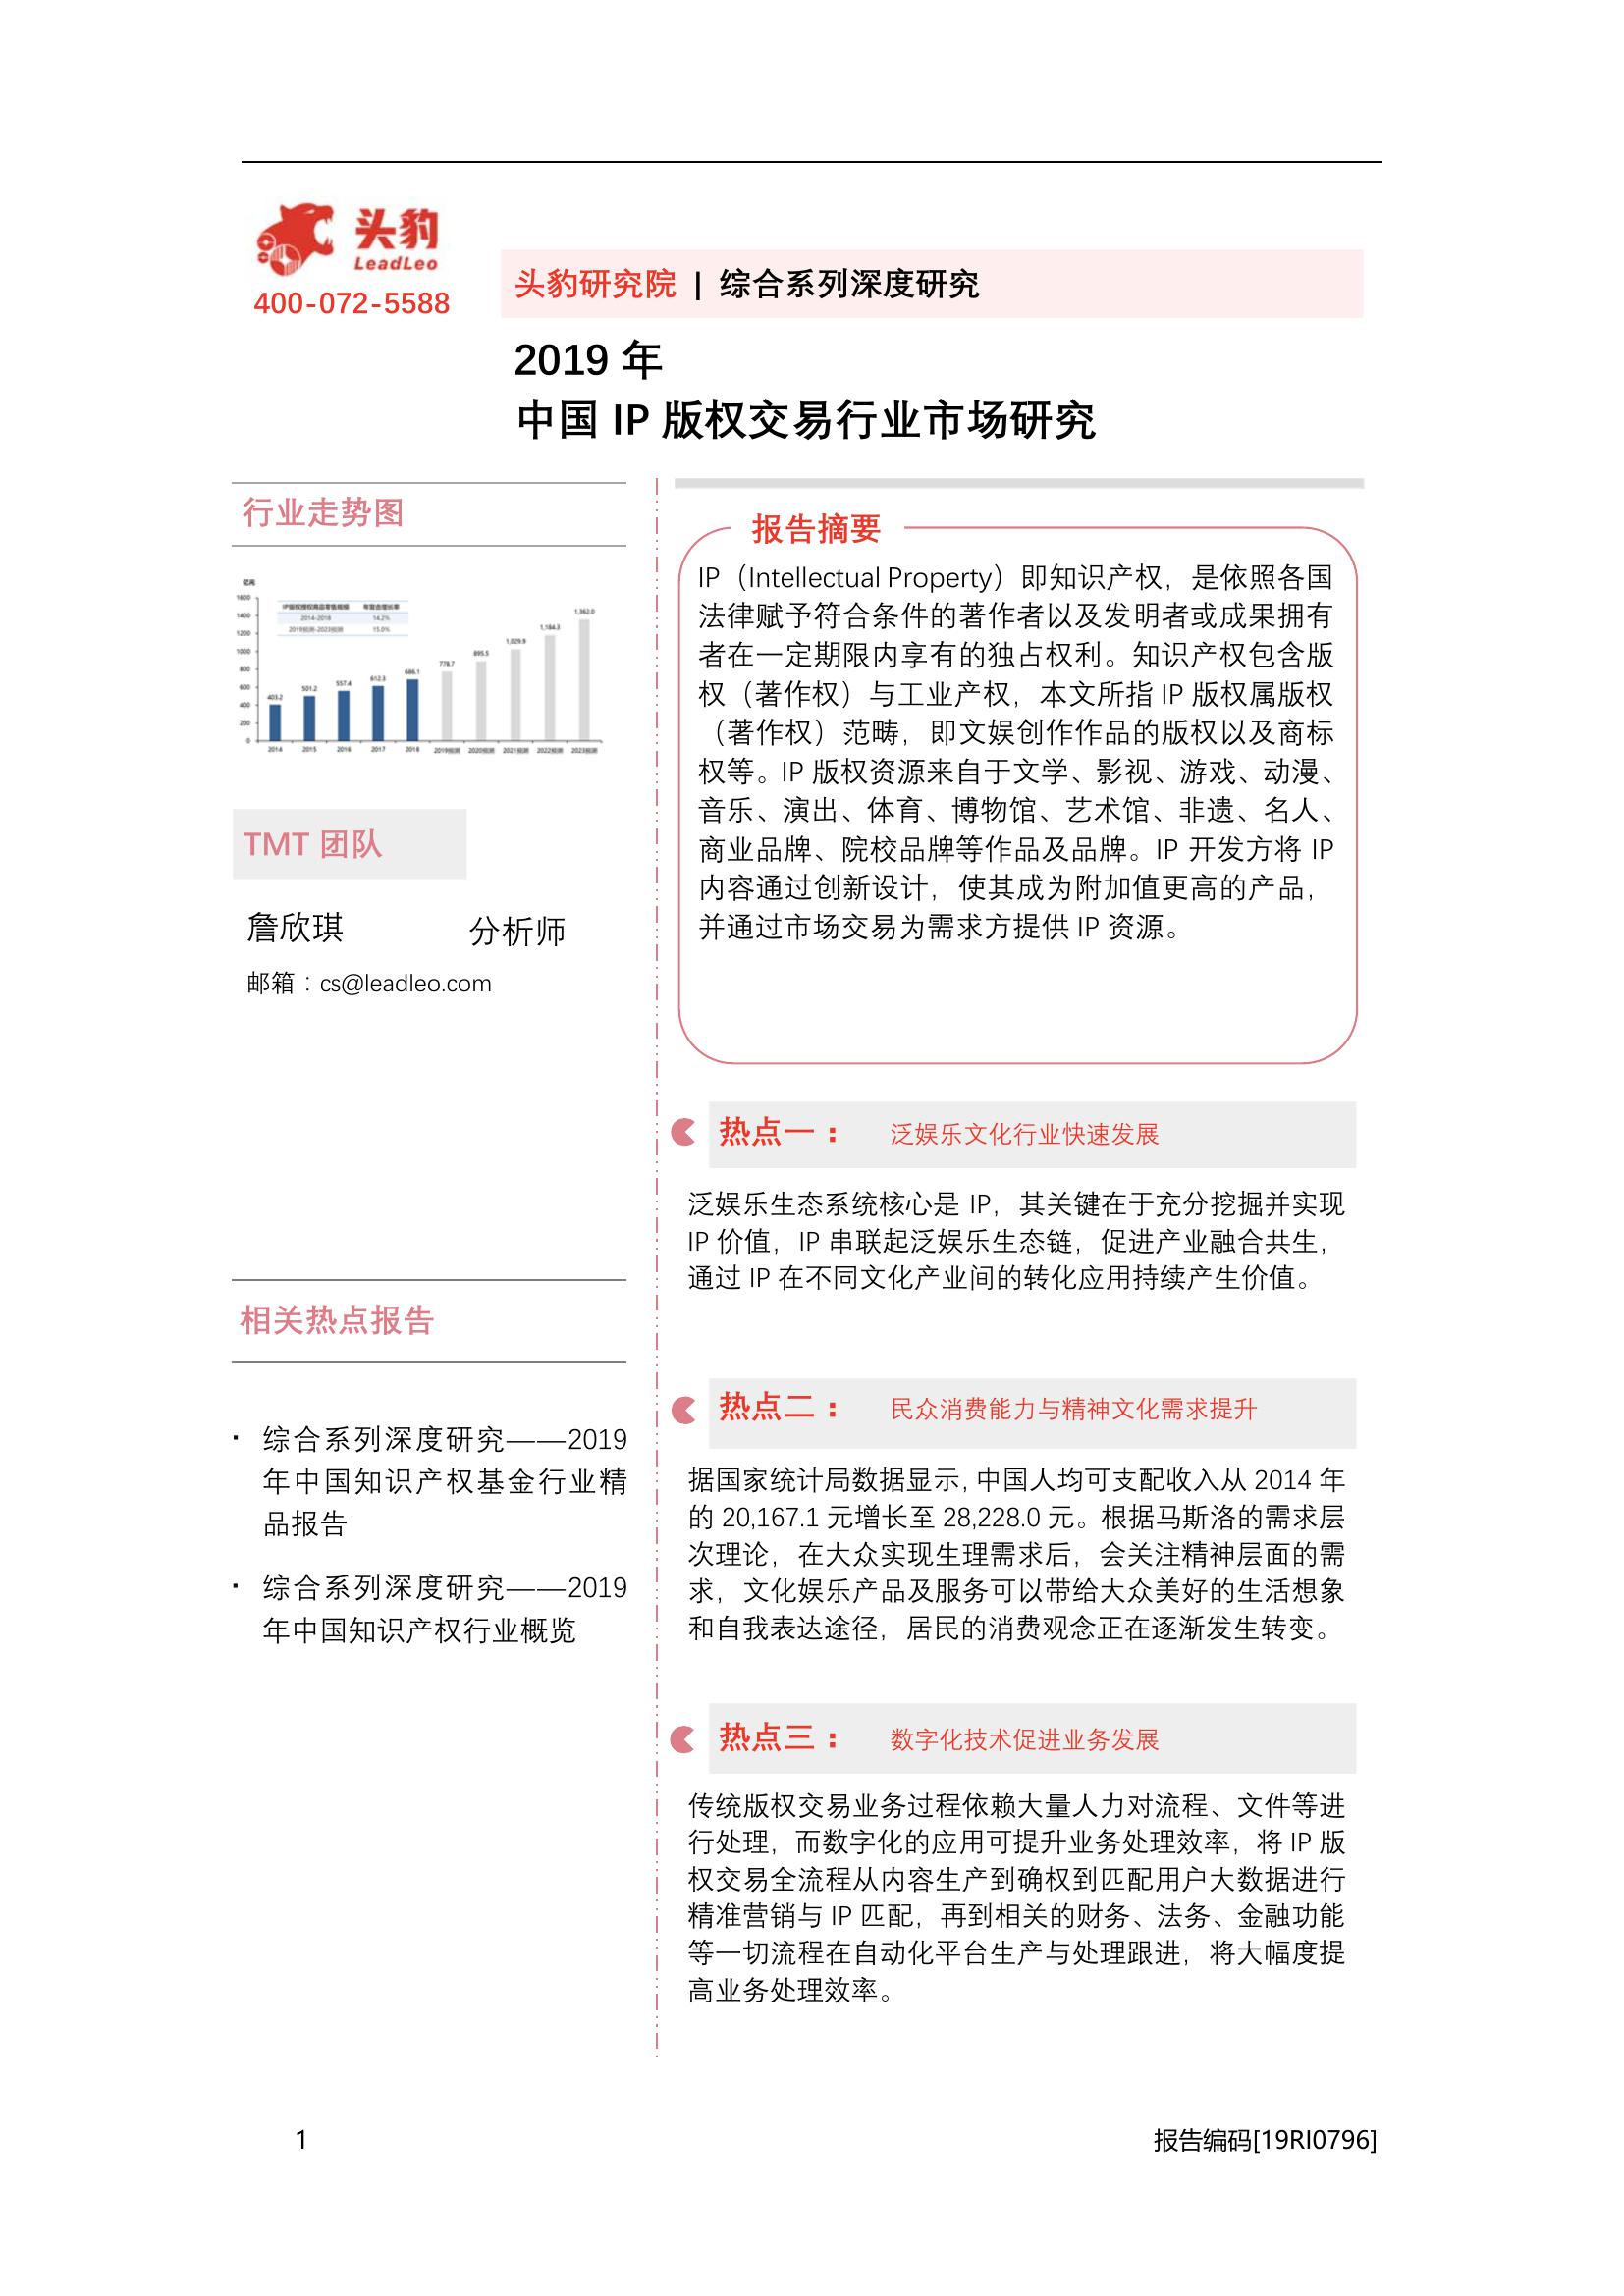 头豹
LeadLeo
400-072-5588
头豹研究院 | 综合系列深度研究
2019 年
中国 IP 版权交易行业市场研究
行业走势图
亿元
1600
1400
1200
1000
800
600
400
200
0
IP版权授权商品零售规模 年复合增长率
2014-2018 14.2%
2019预测-2023预测 15.0%
403.2
501.2
557.4
612.3
686.1
778.7
895.5
1,029.9
1,184.3
1,362.0
2014 2015 2016 2017 2018 2019预测 2020预测 2021预测 2022预测 2023预测
TMT 团队
詹欣琪 分析师
邮箱：cs@leadleo.com
相关热点报告
· 综合系列深度研究——2019
年中国知识产权基金行业精
品报告
· 综合系列深度研究——2019
年中国知识产权行业概览
报告摘要
IP（Intellectual Property）即知识产权，是依照各国
法律赋予符合条件的著作者以及发明者或成果拥有
者在一定期限内享有的独占权利。知识产权包含版
权（著作权）与工业产权，本文所指 IP 版权属版权
（著作权）范畴，即文娱创作作品的版权以及商标
权等。IP 版权资源来自于文学、影视、游戏、动漫、
音乐、演出、体育、博物馆、艺术馆、非遗、名人、
商业品牌、院校品牌等作品及品牌。IP 开发方将 IP
内容通过创新设计，使其成为附加值更高的产品，
并通过市场交易为需求方提供 IP 资源。
热点一： 泛娱乐文化行业快速发展
泛娱乐生态系统核心是 IP，其关键在于充分挖掘并实现
IP 价值，IP 串联起泛娱乐生态链，促进产业融合共生，
通过 IP 在不同文化产业间的转化应用持续产生价值。
热点二： 民众消费能力与精神文化需求提升
据国家统计局数据显示, 中国人均可支配收入从 2014 年
的 20,167.1 元增长至 28,228.0 元。根据马斯洛的需求层
次理论，在大众实现生理需求后，会关注精神层面的需
求，文化娱乐产品及服务可以带给大众美好的生活想象
和自我表达途径，居民的消费观念正在逐渐发生转变。
热点三： 数字化技术促进业务发展
传统版权交易业务过程依赖大量人力对流程、文件等进
行处理，而数字化的应用可提升业务处理效率，将 IP 版
权交易全流程从内容生产到确权到匹配用户大数据进行
精准营销与 IP 匹配，再到相关的财务、法务、金融功能
等一切流程在自动化平台生产与处理跟进，将大幅度提
高业务处理效率。
1
报告编码[19RI0796]